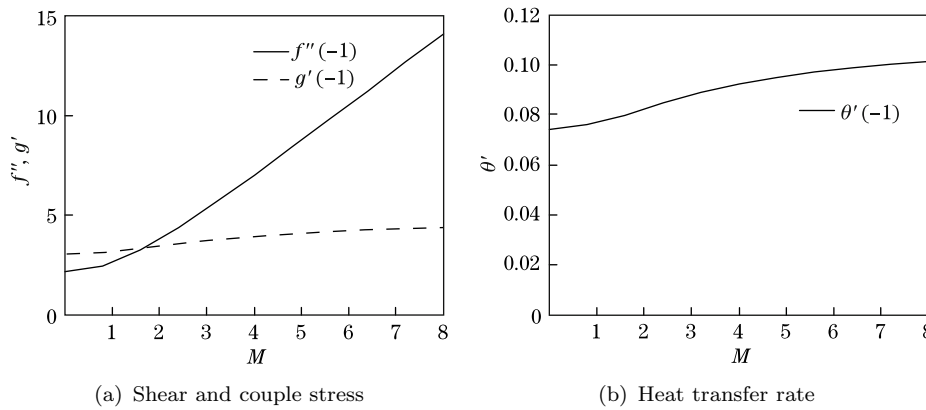 15
10
5
0
f″, g′
f″(−1)
g′(−1)
1 2 3 4 5 6 7 8
M
(a) Shear and couple stress
0.12
0.10
0.08
0.06
0.04
0.02
0
θ′
θ′(−1)
1 2 3 4 5 6 7 8
M
(b) Heat transfer rate